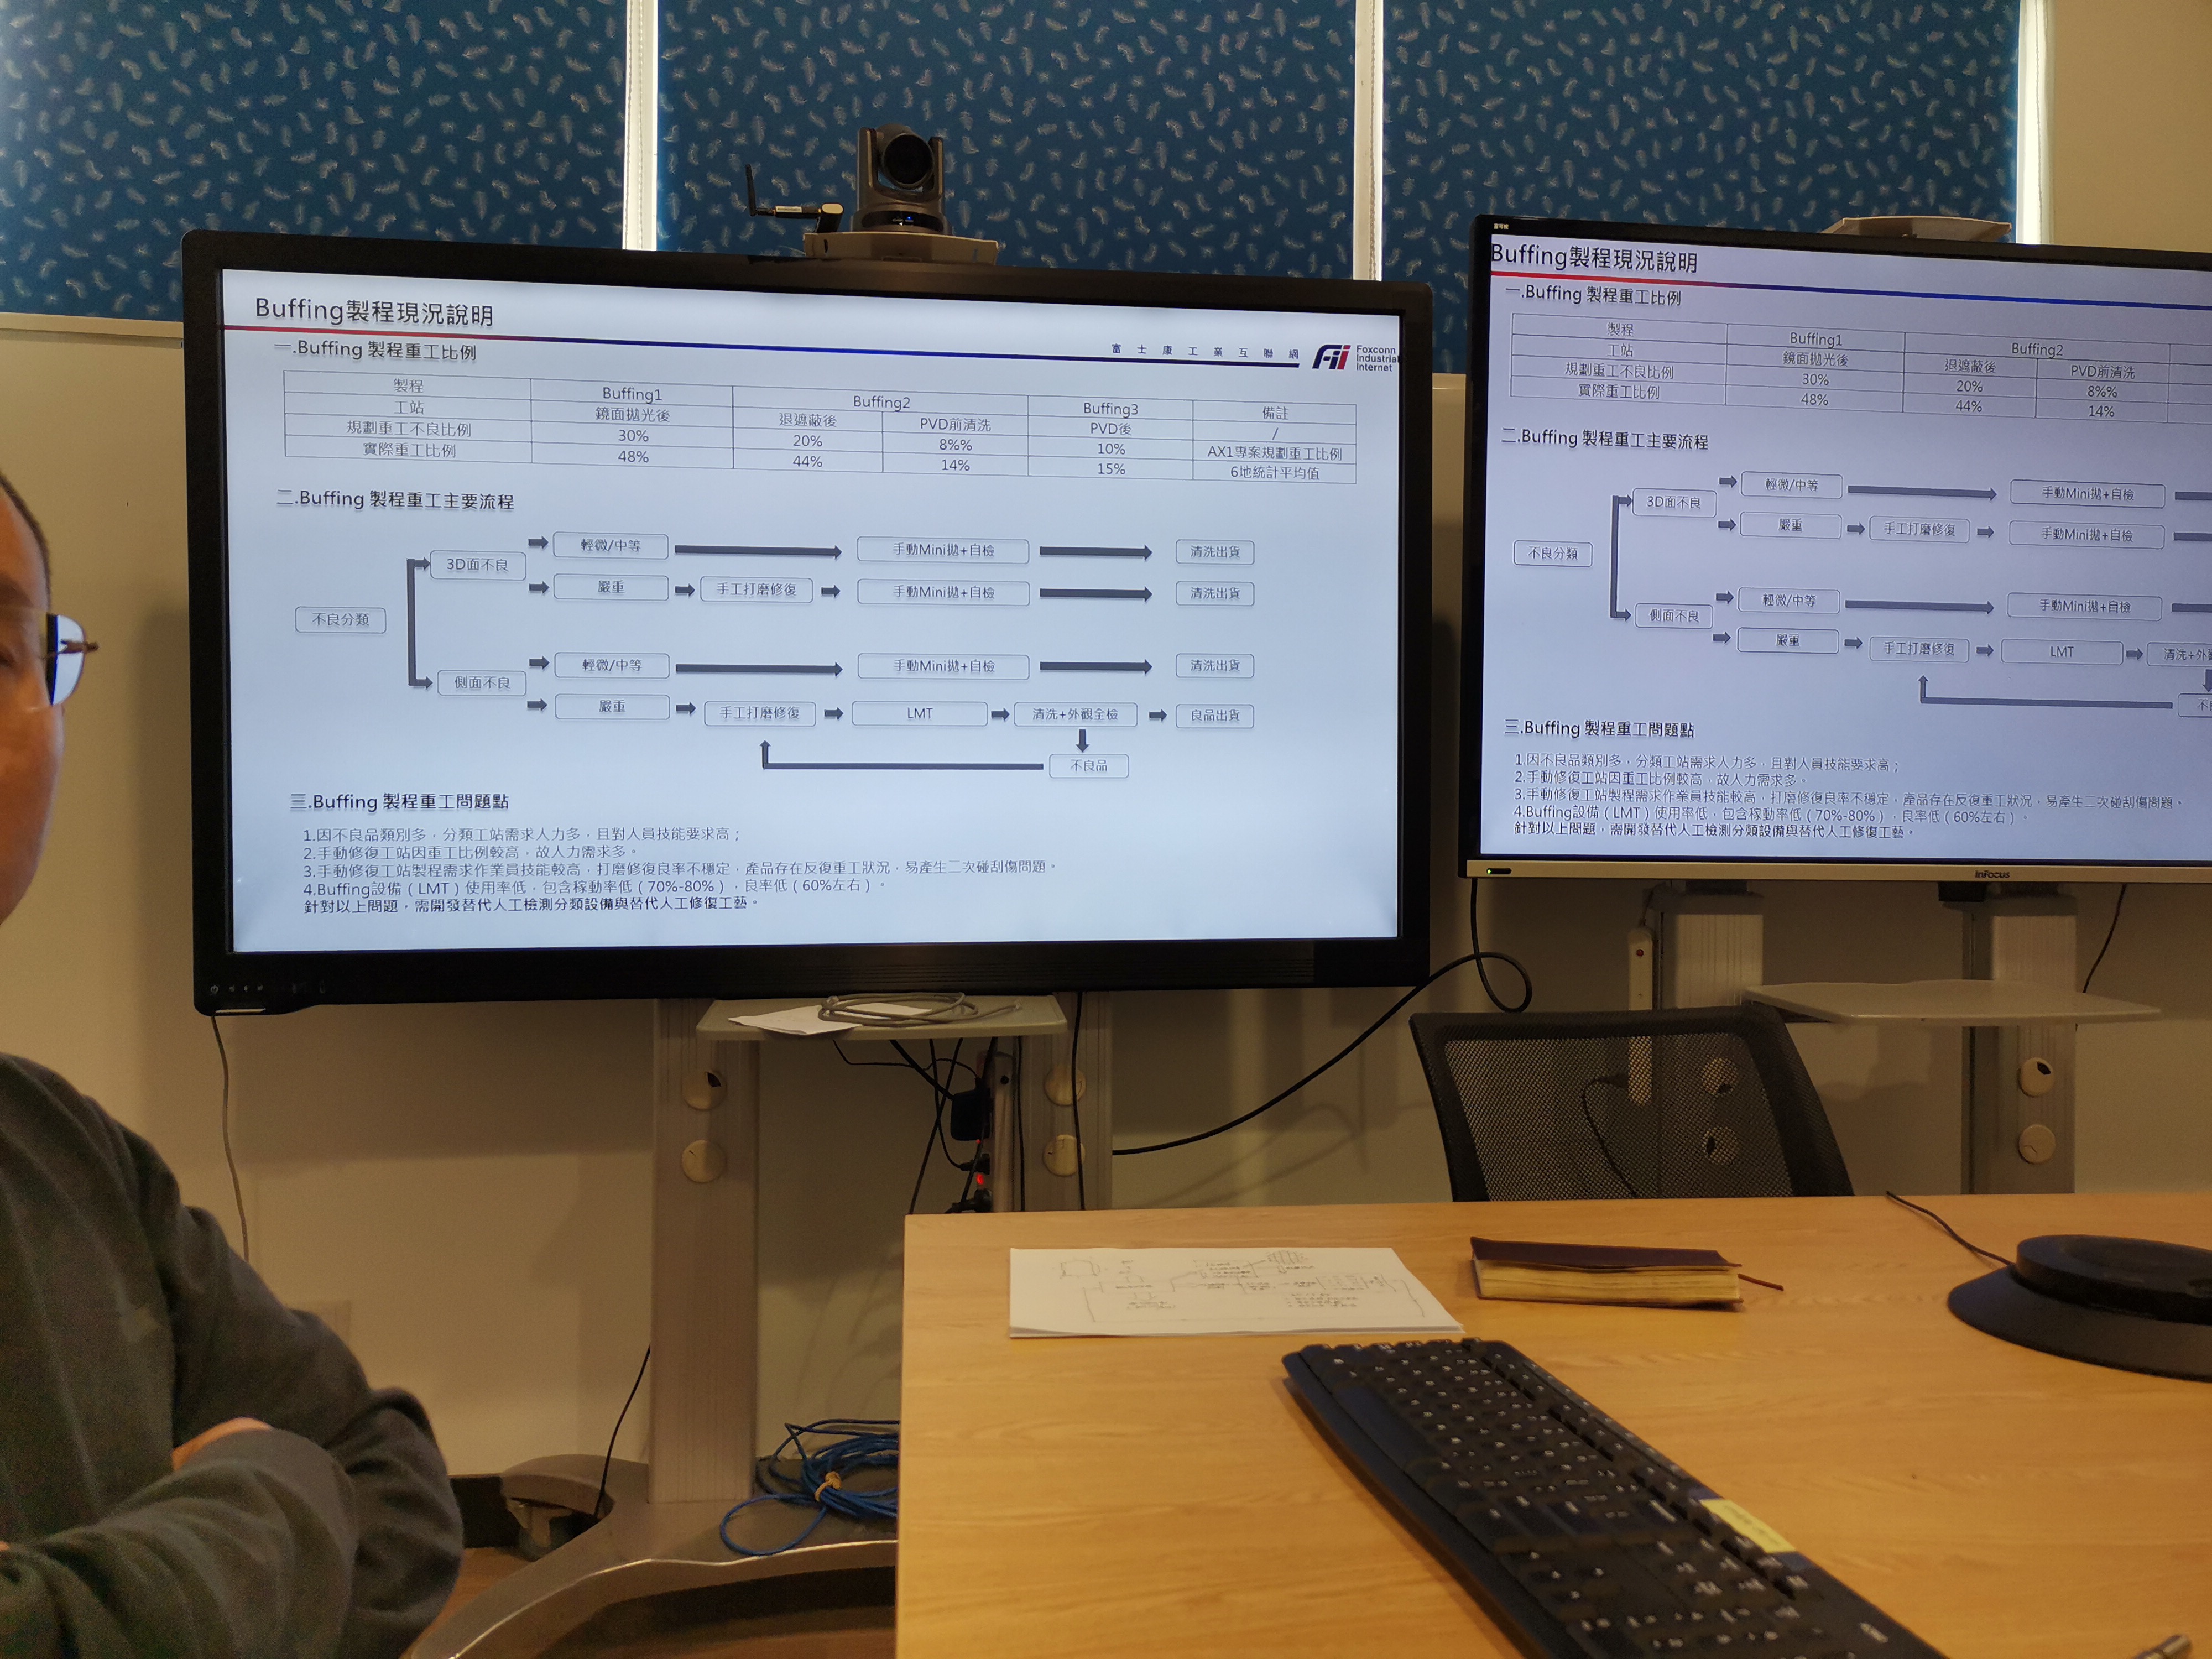 Buffing製程現況說明
富士康工業互聯網
Fii
Foxconn
Industrial
Internet
一.Buffing 製程重工比例
製程 Buffing1 Buffing2 Buffing3 備註
工站 鏡面拋光後 退遮蔽後 PVD前清洗 PVD後 /
規劃重工不良比例 30% 20% 8%% 10% AX1專案規劃重工比例
實際重工比例 48% 44% 14% 15% 6地統計平均值
二.Buffing 製程重工主要流程
不良分類
3D面不良
輕微/中等 手動Mini拋+自檢 清洗出貨
嚴重 手工打磨修復 手動Mini拋+自檢 清洗出貨
側面不良
輕微/中等 手動Mini拋+自檢 清洗出貨
嚴重 手工打磨修復 LMT 清洗+外觀全檢 良品出貨
不良品
三.Buffing 製程重工問題點
1.因不良品類別多，分類工站需求人力多，且對人員技能要求高；
2.手動修復工站因重工比例較高，故人力需求多。
3.手動修復工站製程需求作業員技能較高，打磨修復良率不穩定，產品存在反復重工狀況，易產生二次碰刮傷問題。
4.Buffing設備（LMT）使用率低，包含稼動率低（70%-80%），良率低（60%左右）。
針對以上問題，需開發替代人工檢測分類設備與替代人工修復工藝。
Buffing製程現況說明
一.Buffing 製程重工比例
製程 Buffing1 Buffing2
工站 鏡面拋光後 退遮蔽後 PVD前清洗
規劃重工不良比例 30% 20% 8%%
實際重工比例 48% 44% 14%
二.Buffing 製程重工主要流程
不良分類
3D面不良
輕微/中等 手動Mini拋+自檢
嚴重 手工打磨修復 手動Mini拋+自檢
側面不良
輕微/中等 手動Mini拋+自檢
嚴重 手工打磨修復 LMT 清洗+外
三.Buffing 製程重工問題點
1.因不良品類別多，分類工站需求人力多，且對人員技能要求高；
2.手動修復工站因重工比例較高，故人力需求多。
3.手動修復工站製程需求作業員技能較高，打磨修復良率不穩定，產品存在反復重工狀況，易產生二次碰刮傷問題。
4.Buffing設備（LMT）使用率低，包含稼動率低（70%-80%），良率低（60%左右）。
針對以上問題，需開發替代人工檢測分類設備與替代人工修復工藝。
InFocus